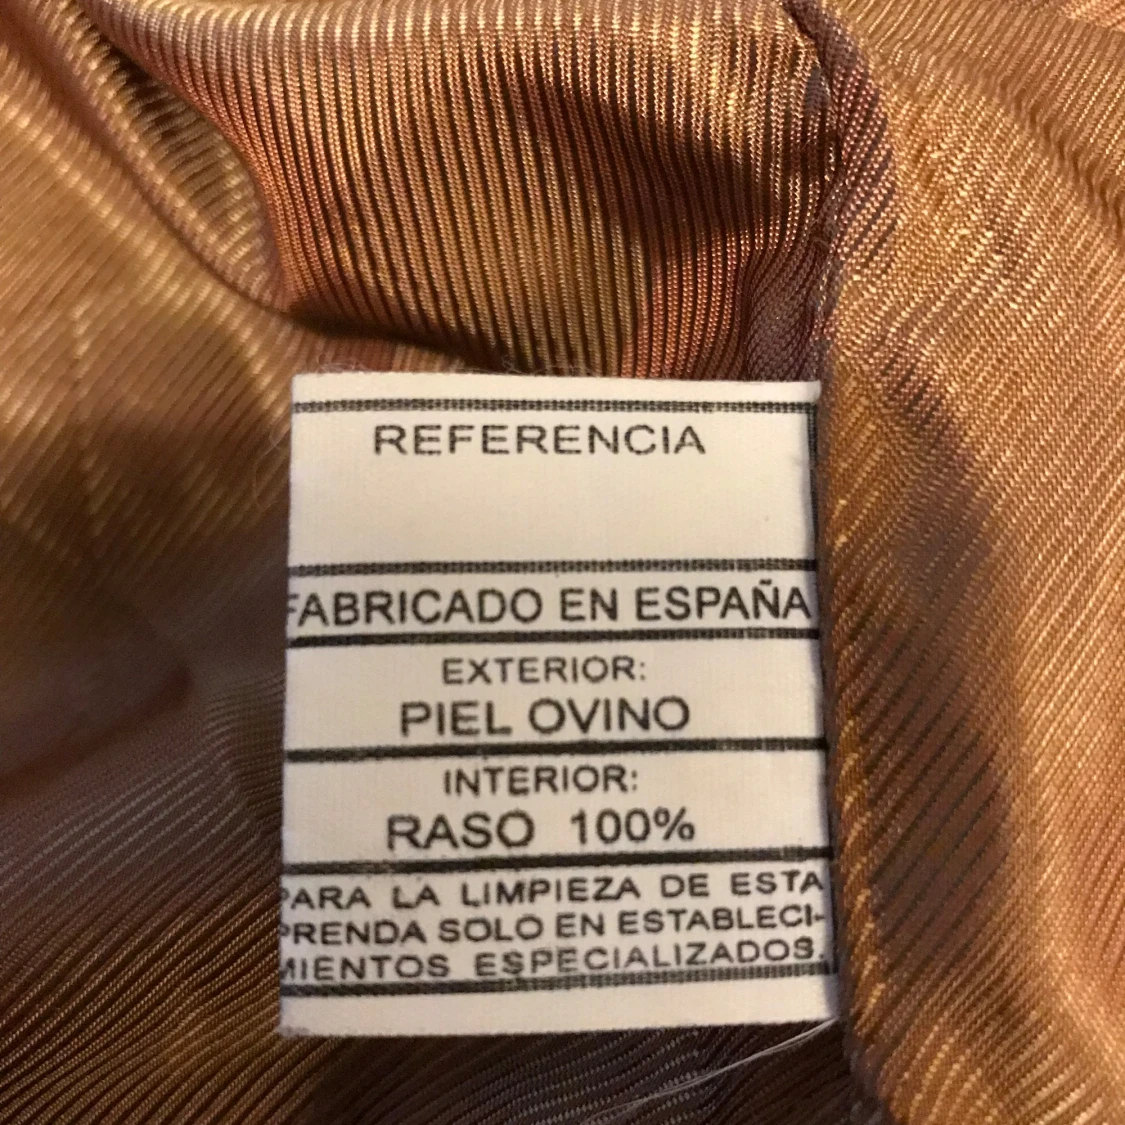 REFERENCIA
FABRICADO EN ESPAÑA
EXTERIOR:
PIEL OVINO
INTERIOR:
RASO 100%
PARA LA LIMPIEZA DE ESTA
PRENDA SOLO EN ESTABLECI-
MIENTOS ESPECIALIZADOS.